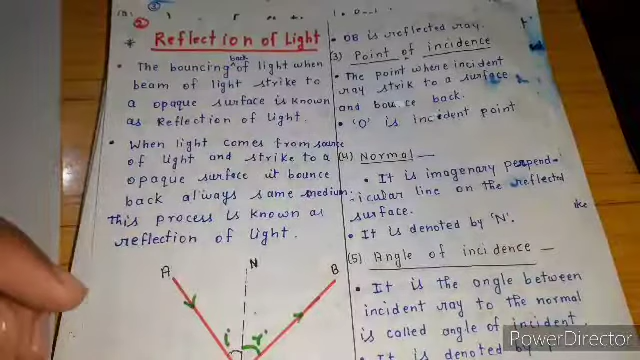 (2)
* Reflection of Light
• The bouncing back of light when
beam of light strike to
a opaque surface is known
as Reflection of Light.
• When light comes from source
of light and strike to a
opaque surface it bounce
back always same medium.
This process is known as
reflection of light.
A
N
B
i
r
• OB is reflected ray.
(3) Point of incidence
• The point where incident
ray strik to a surface
and bounce back.
• 'O' is incident point
(4) Normal —
• It is imagenary perpend-
icular line on the reflected
surface.
• It is denoted by 'N'.
(5) Angle of incidence —
• It is the angle between
incident ray to the normal
is called angle of incident
• It is denoted by
PowerDirector